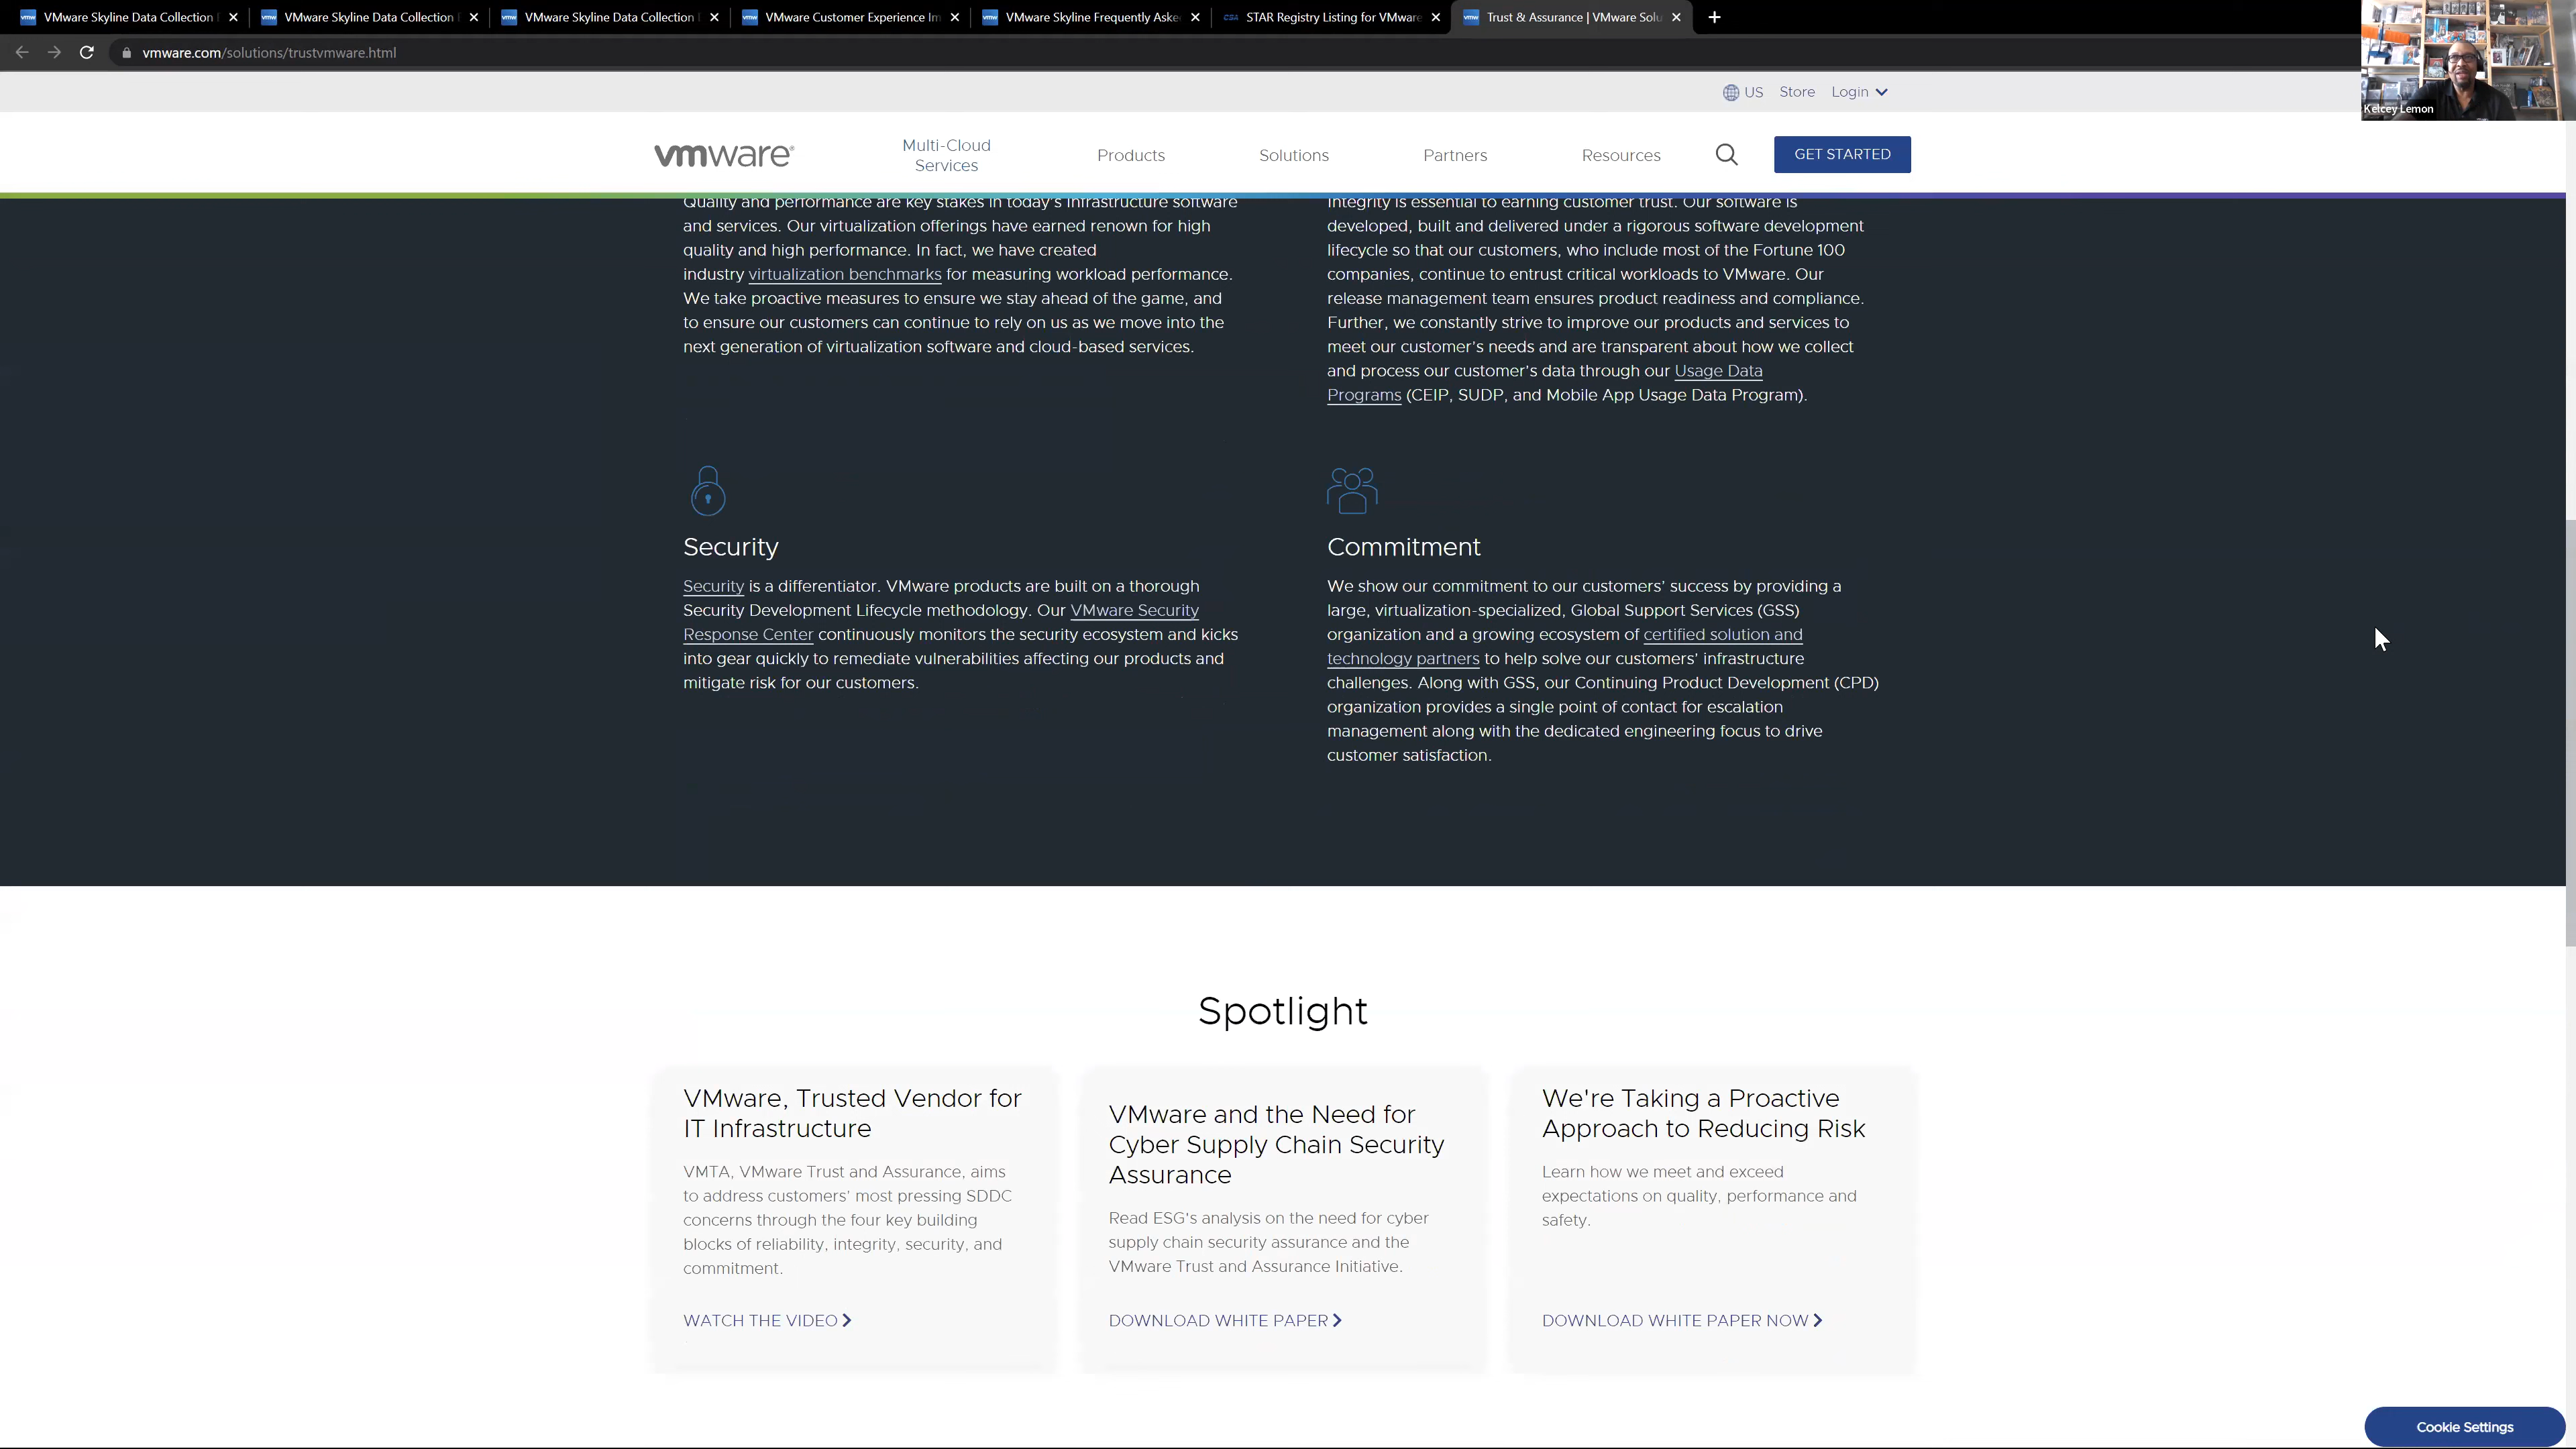 VMware Skyline Data Collection
VMware Skyline Data Collection
VMware Skyline Data Collection
VMware Customer Experience Im
VMware Skyline Frequently Aske
STAR Registry Listing for VMware
Trust & Assurance | VMware Solu
vmware.com/solutions/trustvmware.html
Kelcey Lemon
US Store Login
vmware
Multi-Cloud
Services
Products
Solutions
Partners
Resources
GET STARTED
Quality and performance are key stakes in today's infrastructure software
and services. Our virtualization offerings have earned renown for high
quality and high performance. In fact, we have created
industry virtualization benchmarks for measuring workload performance.
We take proactive measures to ensure we stay ahead of the game, and
to ensure our customers can continue to rely on us as we move into the
next generation of virtualization software and cloud-based services.
Integrity is essential to earning customer trust. Our software is
developed, built and delivered under a rigorous software development
lifecycle so that our customers, who include most of the Fortune 100
companies, continue to entrust critical workloads to VMware. Our
release management team ensures product readiness and compliance.
Further, we constantly strive to improve our products and services to
meet our customer's needs and are transparent about how we collect
and process our customer's data through our Usage Data
Programs (CEIP, SUDP, and Mobile App Usage Data Program).
Security
Security is a differentiator. VMware products are built on a thorough
Security Development Lifecycle methodology. Our VMware Security
Response Center continuously monitors the security ecosystem and kicks
into gear quickly to remediate vulnerabilities affecting our products and
mitigate risk for our customers.
Commitment
We show our commitment to our customers' success by providing a
large, virtualization-specialized, Global Support Services (GSS)
organization and a growing ecosystem of certified solution and
technology partners to help solve our customers' infrastructure
challenges. Along with GSS, our Continuing Product Development (CPD)
organization provides a single point of contact for escalation
management along with the dedicated engineering focus to drive
customer satisfaction.
Spotlight
VMware, Trusted Vendor for
IT Infrastructure
VMTA, VMware Trust and Assurance, aims
to address customers' most pressing SDDC
concerns through the four key building
blocks of reliability, integrity, security, and
commitment.
WATCH THE VIDEO
VMware and the Need for
Cyber Supply Chain Security
Assurance
Read ESG's analysis on the need for cyber
supply chain security assurance and the
VMware Trust and Assurance Initiative.
DOWNLOAD WHITE PAPER
We're Taking a Proactive
Approach to Reducing Risk
Learn how we meet and exceed
expectations on quality, performance and
safety.
DOWNLOAD WHITE PAPER NOW
Cookie Settings